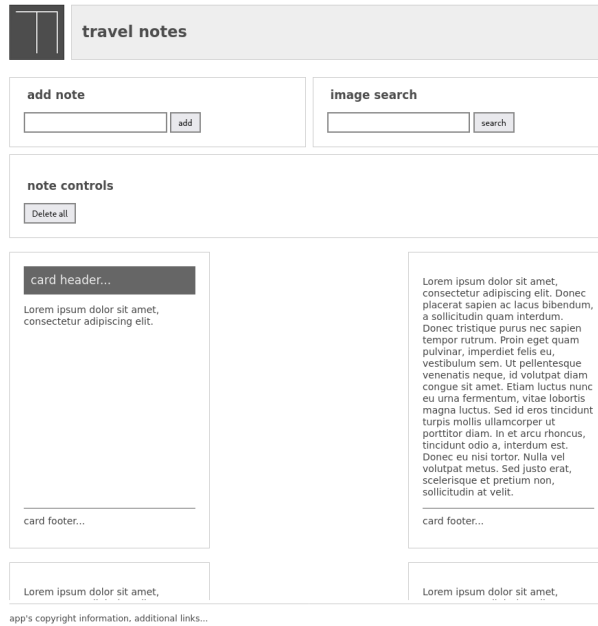 travel notes
add note
image search
add
search
note controls
Delete all
card header...
Lorem ipsum dolor sit amet,
consectetur adipiscing elit.
card footer...
Lorem ipsum dolor sit amet,
consectetur adipiscing elit. Donec
placerat sapien ac lacus bibendum,
a sollicitudin quam interdum.
Donec tristique purus nec sapien
tempor rutrum. Proin eget quam
pulvinar, imperdiet felis eu,
vestibulum sem. Ut pellentesque
venenatis neque, id volutpat diam
congue sit amet. Etiam luctus nunc
eu urna fermentum, vitae lobortis
magna luctus. Sed id eros tincidunt
turpis mollis ullamcorper ut
porttitor diam. In et arcu rhoncus,
tincidunt odio a, interdum est.
Donec eu nisi tortor. Nulla vel
volutpat metus. Sed justo erat,
scelerisque et pretium non,
sollicitudin at velit.
card footer...
Lorem ipsum dolor sit amet,
Lorem ipsum dolor sit amet,
app's copyright information, additional links...